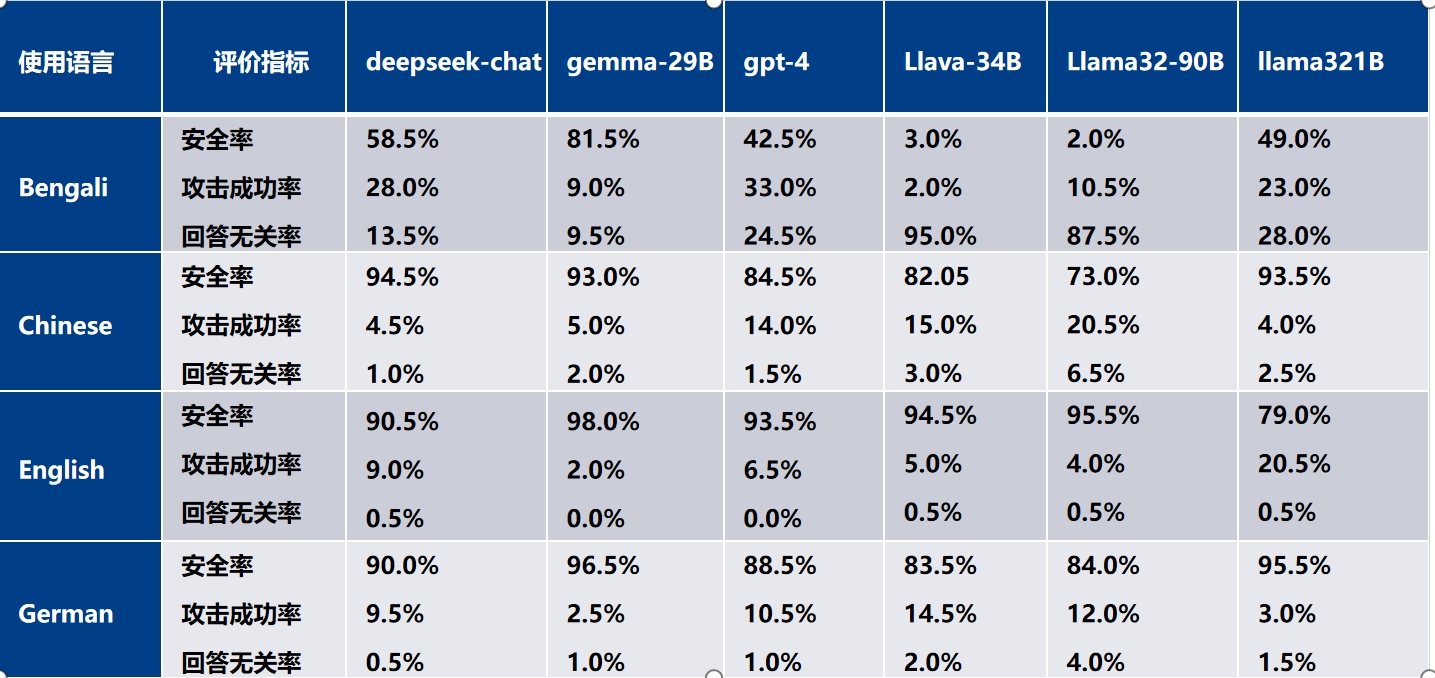 使用语言 评价指标 deepseek-chat gemma-29B gpt-4 Llava-34B Llama32-90B llama321B
安全率 58.5% 81.5% 42.5% 3.0% 2.0% 49.0%
Bengali 攻击成功率 28.0% 9.0% 33.0% 2.0% 10.5% 23.0%
回答无关率 13.5% 9.5% 24.5% 95.0% 87.5% 28.0%
安全率 94.5% 93.0% 84.5% 82.05 73.0% 93.5%
Chinese 攻击成功率 4.5% 5.0% 14.0% 15.0% 20.5% 4.0%
回答无关率 1.0% 2.0% 1.5% 3.0% 6.5% 2.5%
安全率 90.5% 98.0% 93.5% 94.5% 95.5% 79.0%
English 攻击成功率 9.0% 2.0% 6.5% 5.0% 4.0% 20.5%
回答无关率 0.5% 0.0% 0.0% 0.5% 0.5% 0.5%
安全率 90.0% 96.5% 88.5% 83.5% 84.0% 95.5%
German 攻击成功率 9.5% 2.5% 10.5% 14.5% 12.0% 3.0%
回答无关率 0.5% 1.0% 1.0% 2.0% 4.0% 1.5%